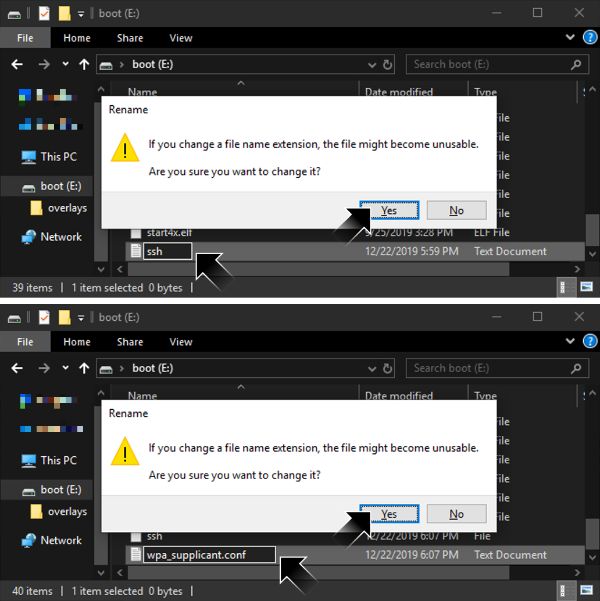 boot (E:)
File Home Share View
boot (E:) Search boot (E:)
Name Date modified Type
Rename
If you change a file name extension, the file might become unusable.
Are you sure you want to change it?
Yes No
This PC
boot (E:)
overlays
Network
File
File
File
File
File
File
start4x.elf 9/25/2019 3:28 PM ELF File
ssh 12/22/2019 5:59 PM Text Document
39 items 1 item selected 0 bytes
boot (E:)
File Home Share View
boot (E:) Search boot (E:)
Name Date modified Type
Rename
If you change a file name extension, the file might become unusable.
Are you sure you want to change it?
Yes No
This PC
boot (E:)
overlays
Network
File
File
File
File
File
File
ssh 12/22/2019 6:07 PM File
wpa_supplicant.conf 12/22/2019 6:07 PM Text Document
40 items 1 item selected 0 bytes